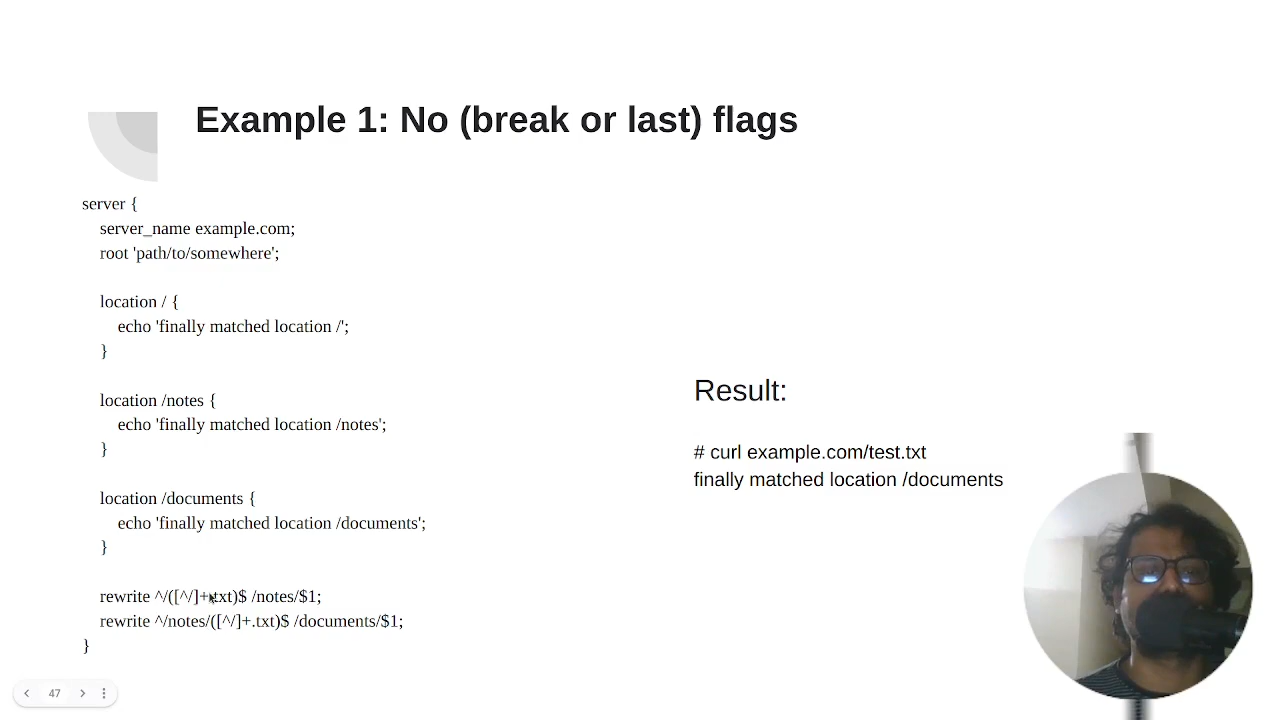 Example 1: No (break or last) flags
server {
server_name example.com;
root 'path/to/somewhere';
location / {
echo 'finally matched location /';
}
location /notes {
echo 'finally matched location /notes';
}
location /documents {
echo 'finally matched location /documents';
}
rewrite ^/([^/]+.txt)$ /notes/$1;
rewrite ^/notes/([^/]+.txt)$ /documents/$1;
}
Result:
# curl example.com/test.txt
finally matched location /documents
47